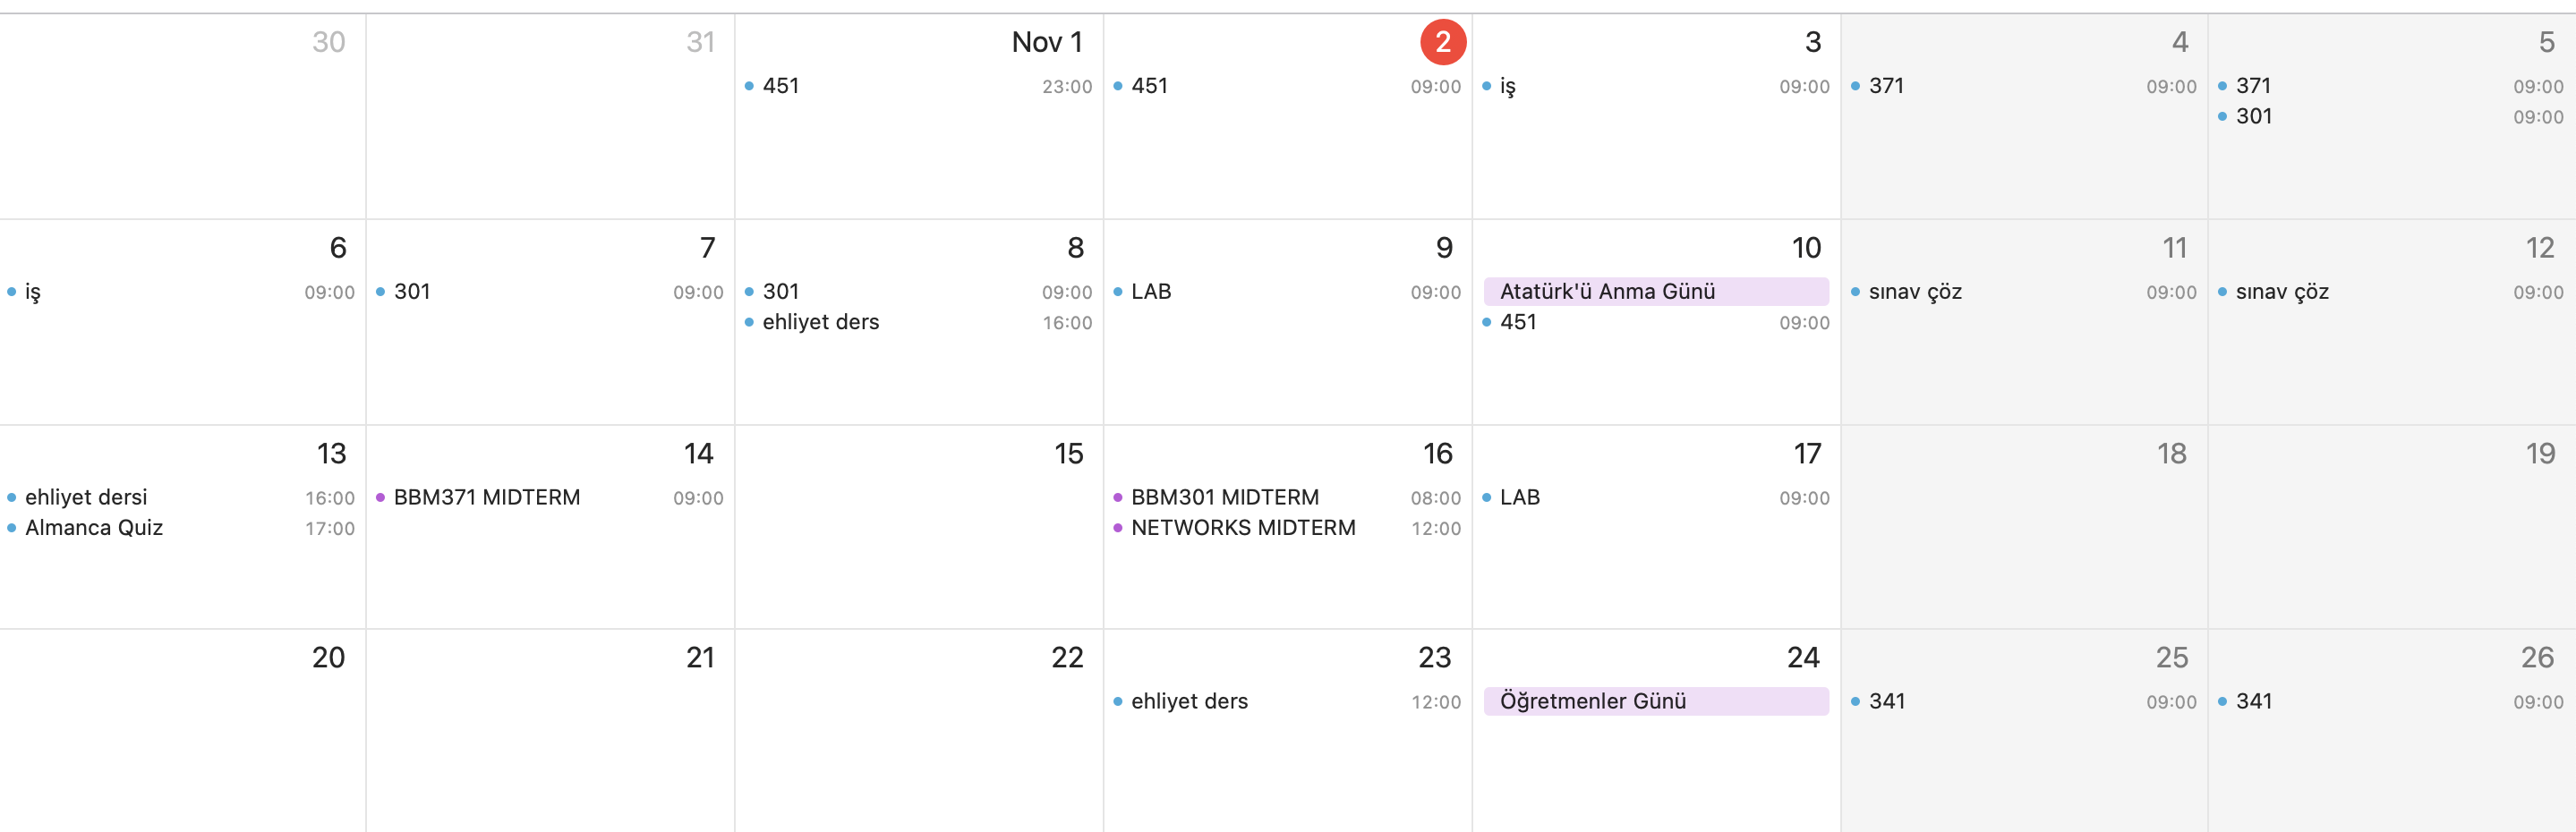 30
31
Nov 1
2
3
4
5
451 23:00
451 09:00
iş 09:00
371 09:00
371 09:00
301 09:00
6
7
8
9
10
11
12
iş 09:00
301 09:00
301 09:00
ehliyet ders 16:00
LAB 09:00
Atatürk'ü Anma Günü
451 09:00
sınav çöz 09:00
sınav çöz 09:00
13
14
15
16
17
18
19
ehliyet dersi 16:00
Almanca Quiz 17:00
BBM371 MIDTERM 09:00
BBM301 MIDTERM 08:00
NETWORKS MIDTERM 12:00
LAB 09:00
20
21
22
23
24
25
26
ehliyet ders 12:00
Öğretmenler Günü
341 09:00
341 09:00